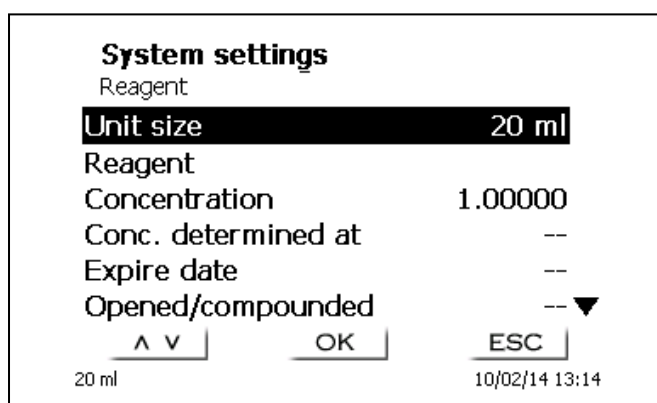 System settings
Reagent
Unit size 20 ml
Reagent
Concentration 1.00000
Conc. determined at --
Expire date --
Opened/compounded -- ▼
∧ ∨ OK ESC
20 ml 10/02/14 13:14